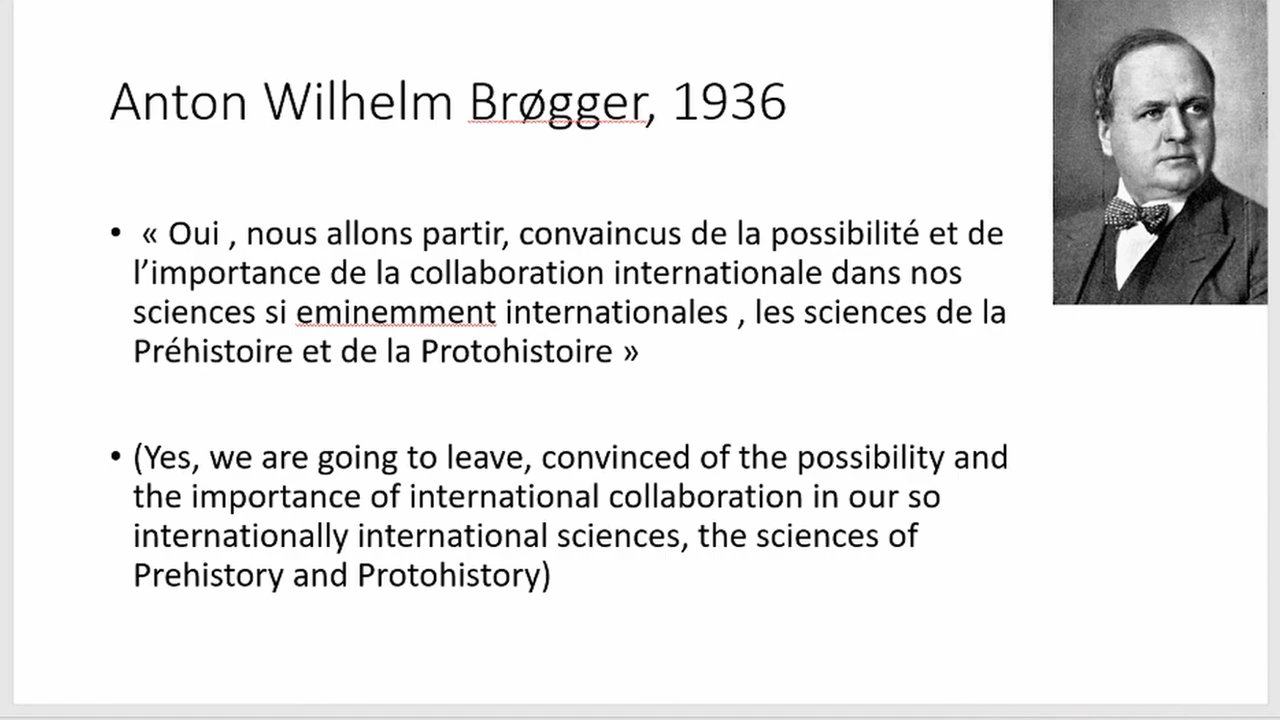 Anton Wilhelm Brøgger, 1936
• « Oui , nous allons partir, convaincus de la possibilité et de
l’importance de la collaboration internationale dans nos
sciences si eminemment internationales , les sciences de la
Préhistoire et de la Protohistoire »
• (Yes, we are going to leave, convinced of the possibility and
the importance of international collaboration in our so
internationally international sciences, the sciences of
Prehistory and Protohistory)